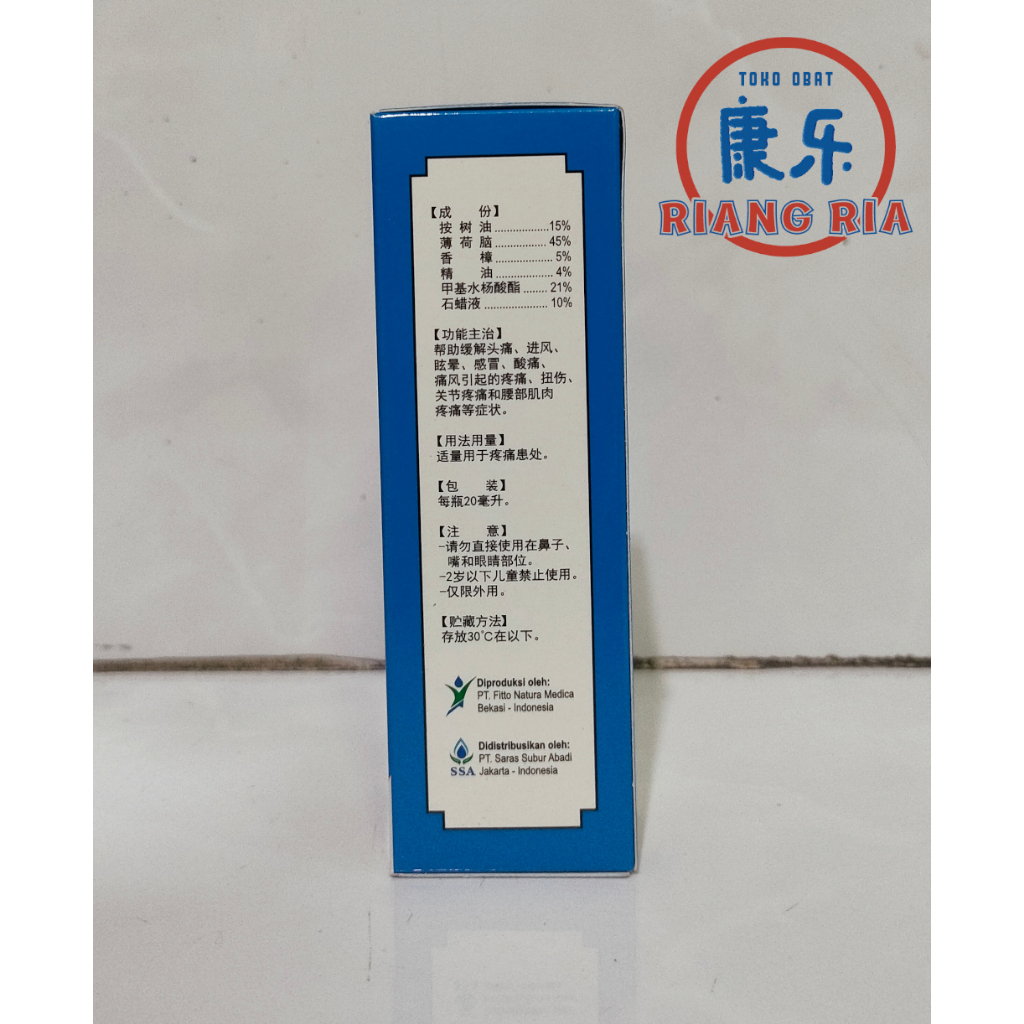 TOKO OBAT
康乐
RIANG RIA
【成 份】
按 树 油..................15%
薄 荷 脑................. 45%
香 樟................... 5%
精 油................... 4%
甲基水杨酸酯........ 21%
石蜡液..................... 10%
【功能主治】
帮助缓解头痛、进风、
眩晕、感冒、酸痛、
痛风引起的疼痛、扭伤、
关节疼痛和腰部肌肉
疼痛等症状。
【用法用量】
适量用于疼痛患处。
【包 装】
每瓶20毫升。
【注 意】
-请勿直接使用在鼻子、
嘴和眼睛部位。
-2岁以下儿童禁止使用。
-仅限外用。
【贮藏方法】
存放30℃在以下。
Diproduksi oleh:
PT. Fitto Natura Medica
Bekasi - Indonesia
Didistribusikan oleh:
PT. Saras Subur Abadi
SSA Jakarta - Indonesia